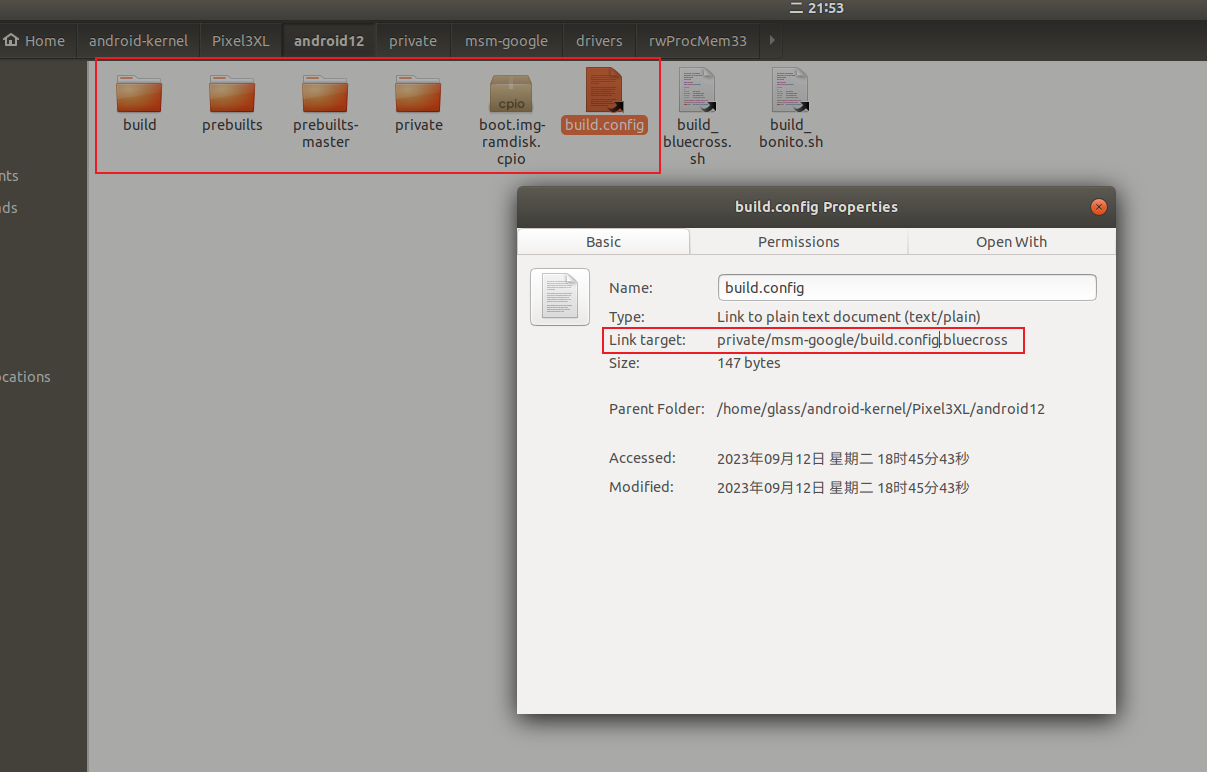 二 21:53
Home android-kernel Pixel3XL android12 private msm-google drivers rwProcMem33
build prebuilts prebuilts- private boot.img- build.config build_ build_
master cpio ramdisk. bluecross. bonito.sh
cpio sh
nts
ds
ocations
build.config Properties
Basic Permissions Open With
Name: build.config
Type: Link to plain text document (text/plain)
Link target: private/msm-google/build.config.bluecross
Size: 147 bytes
Parent Folder: /home/glass/android-kernel/Pixel3XL/android12
Accessed: 2023年09月12日 星期二 18时45分43秒
Modified: 2023年09月12日 星期二 18时45分43秒